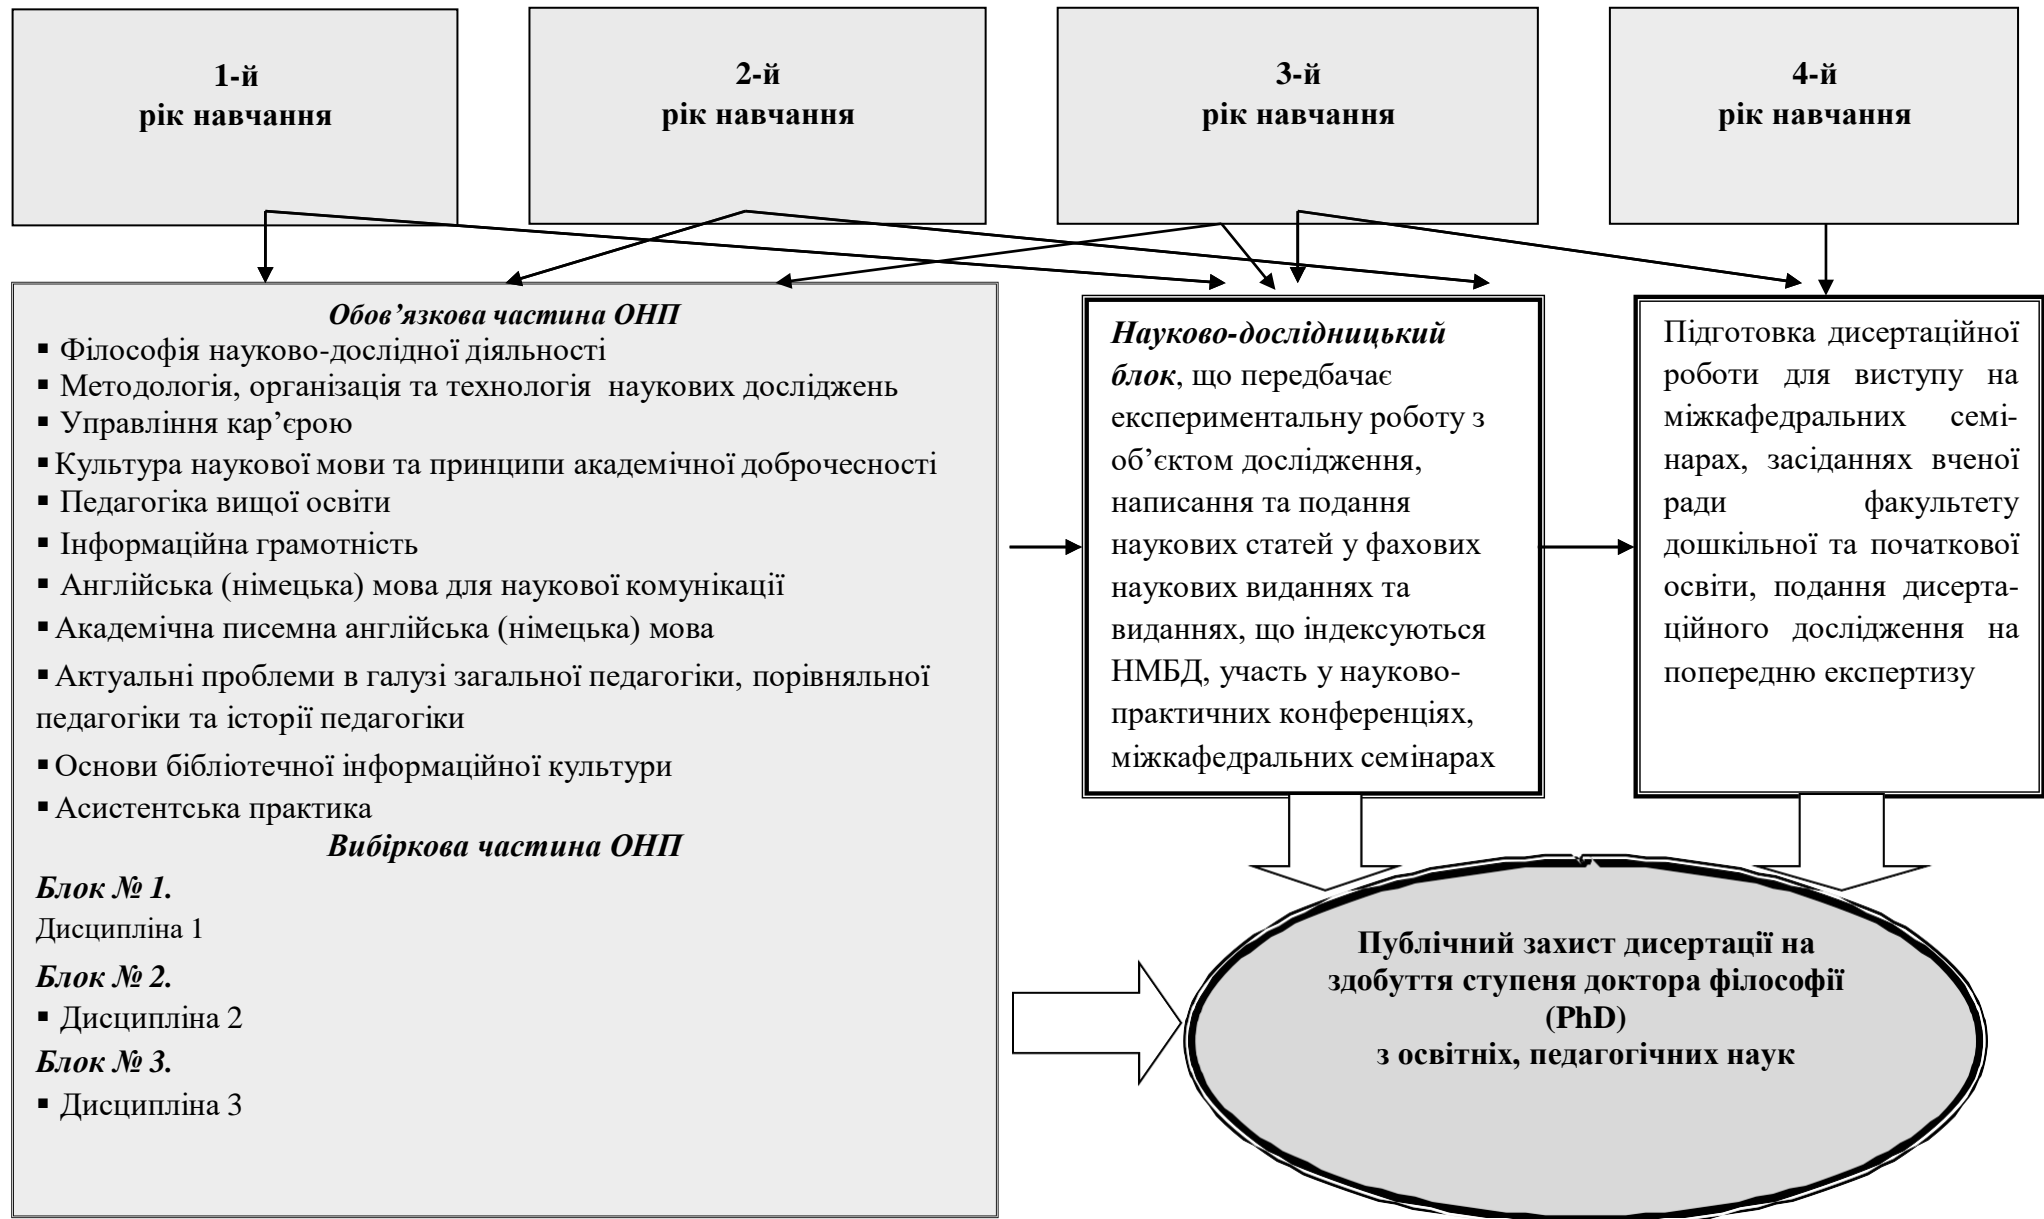 1-й
рік навчання
2-й
рік навчання
3-й
рік навчання
4-й
рік навчання
Обов’язкова частина ОНП
▪ Філософія науково-дослідної діяльності
▪ Методологія, організація та технологія наукових досліджень
▪ Управління кар’єрою
▪ Культура наукової мови та принципи академічної доброчесності
▪ Педагогіка вищої освіти
▪ Інформаційна грамотність
▪ Англійська (німецька) мова для наукової комунікації
▪ Академічна писемна англійська (німецька) мова
▪ Актуальні проблеми в галузі загальної педагогіки, порівняльної
педагогіки та історії педагогіки
▪ Основи бібліотечної інформаційної культури
▪ Асистентська практика
Вибіркова частина ОНП
Блок № 1.
Дисципліна 1
Блок № 2.
▪ Дисципліна 2
Блок № 3.
▪ Дисципліна 3
Науково-дослідницький
блок, що передбачає
експериментальну роботу з
об’єктом дослідження,
написання та подання
наукових статей у фахових
наукових виданнях та
виданнях, що індексуються
НМБД, участь у науково-
практичних конференціях,
міжкафедральних семінарах
Підготовка дисертаційної
роботи для виступу на
міжкафедральних семі-
нарах, засіданнях вченої
ради факультету
дошкільної та початкової
освіти, подання дисерта-
ційного дослідження на
попередню експертизу
Публічний захист дисертації на
здобуття ступеня доктора філософії
(PhD)
з освітніх, педагогічних наук